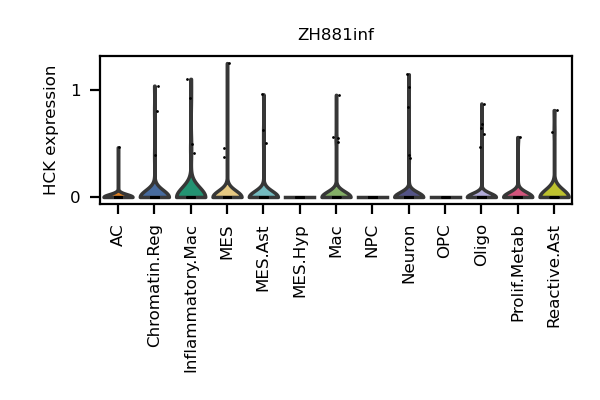 ZH881inf
HCK expression
1
0
AC
Chromatin.Reg
Inflammatory.Mac
MES
MES.Ast
MES.Hyp
Mac
NPC
Neuron
OPC
Oligo
Prolif.Metab
Reactive.Ast